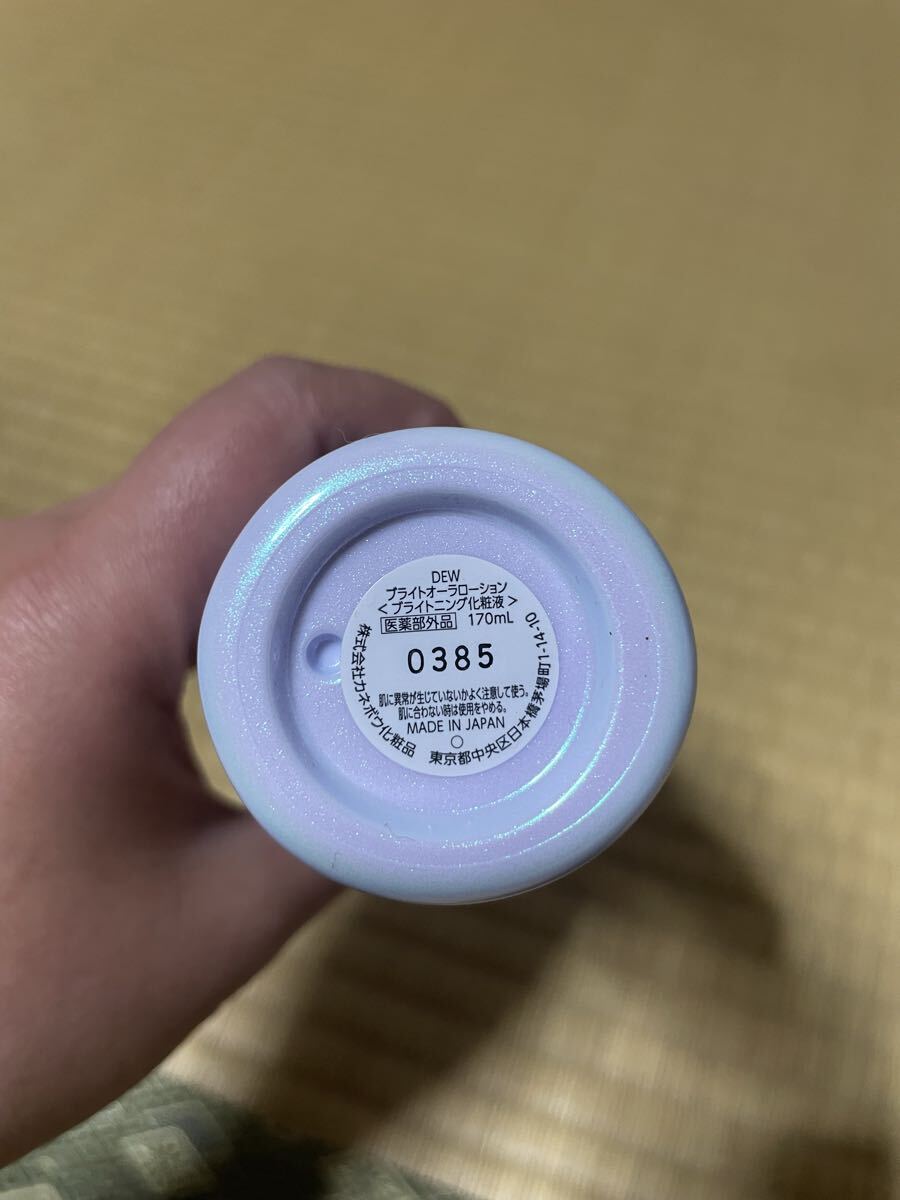 DEW
ブライトオーラローション
<ブライトニング化粧液>
医薬部外品 170mL
0385
肌に異常が生じていないかよく注意して使う。
肌に合わない時は使用をやめる。
MADE IN JAPAN
株式会社カネボウ化粧品
東京都中央区日本橋茅場町1-14-10